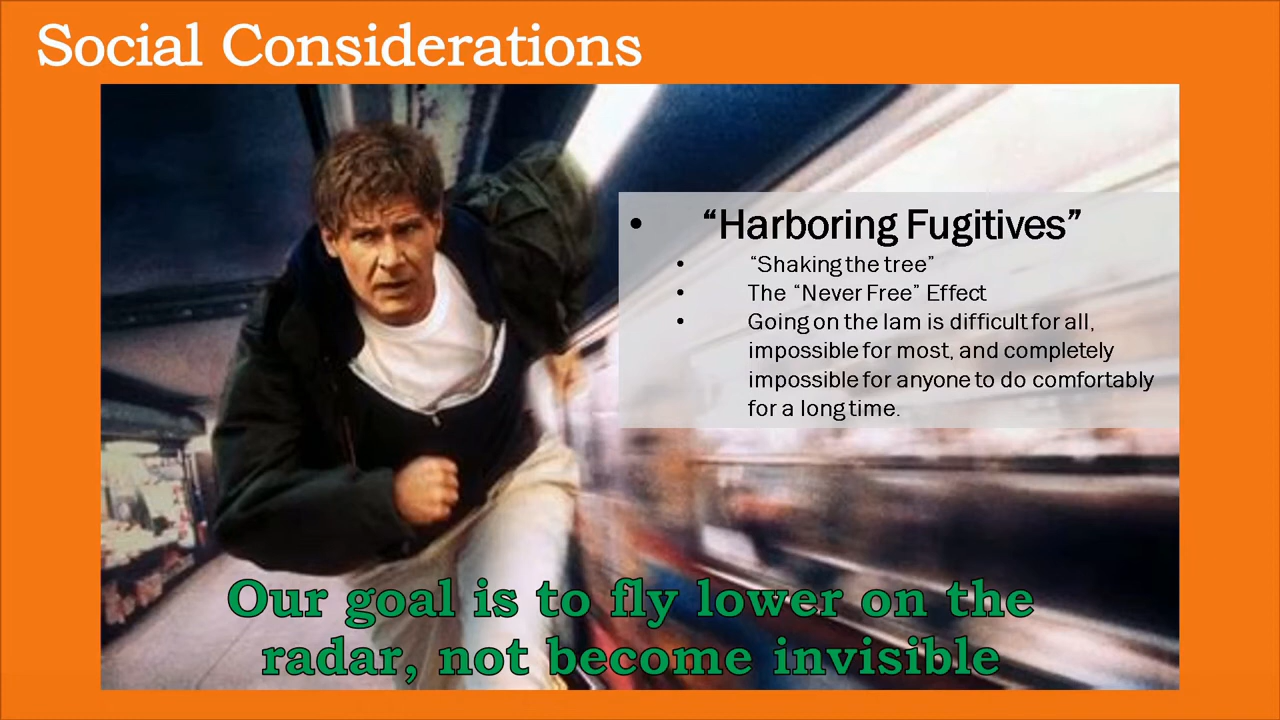 Social Considerations
• “Harboring Fugitives”
• “Shaking the tree”
• The “Never Free” Effect
• Going on the lam is difficult for all,
impossible for most, and completely
impossible for anyone to do comfortably
for a long time.
Our goal is to fly lower on the
radar, not become invisible